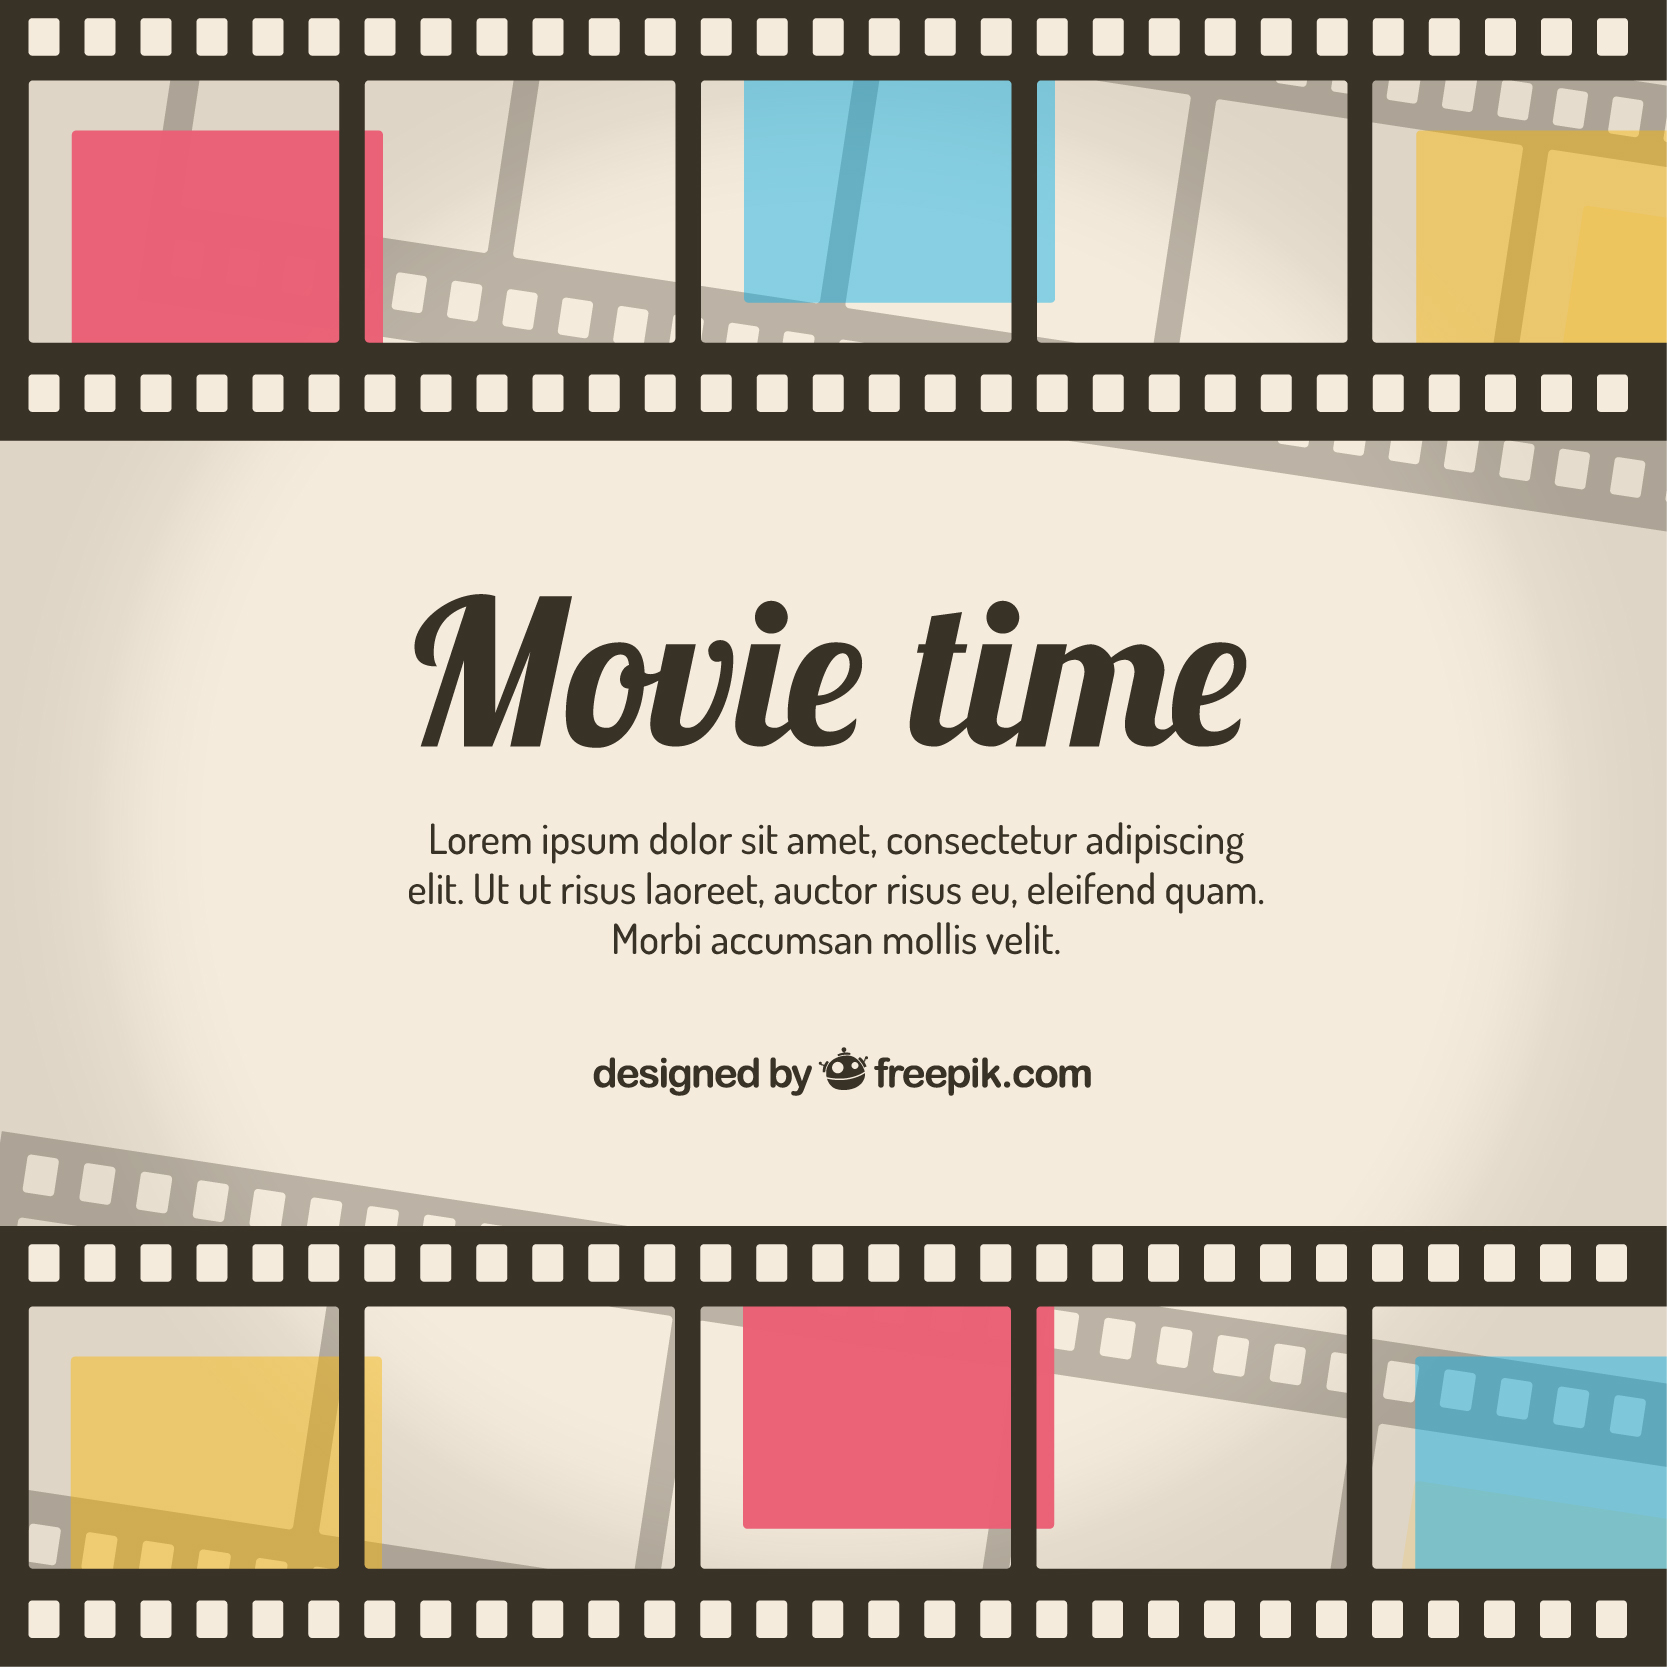 Movie time
Lorem ipsum dolor sit amet, consectetur adipiscing
elit. Ut ut risus laoreet, auctor risus eu, eleifend quam.
Morbi accumsan mollis velit.
designed by freepik.com